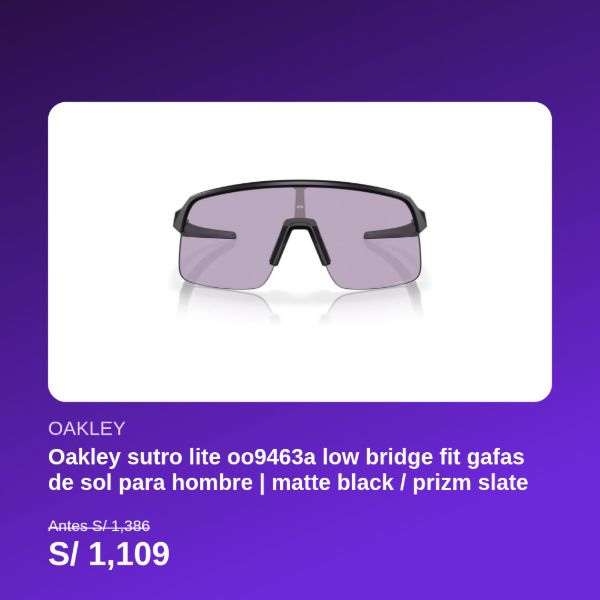 OAKLEY
Oakley sutro lite oo9463a low bridge fit gafas
de sol para hombre | matte black / prizm slate
Antes S/ 1,386
S/ 1,109